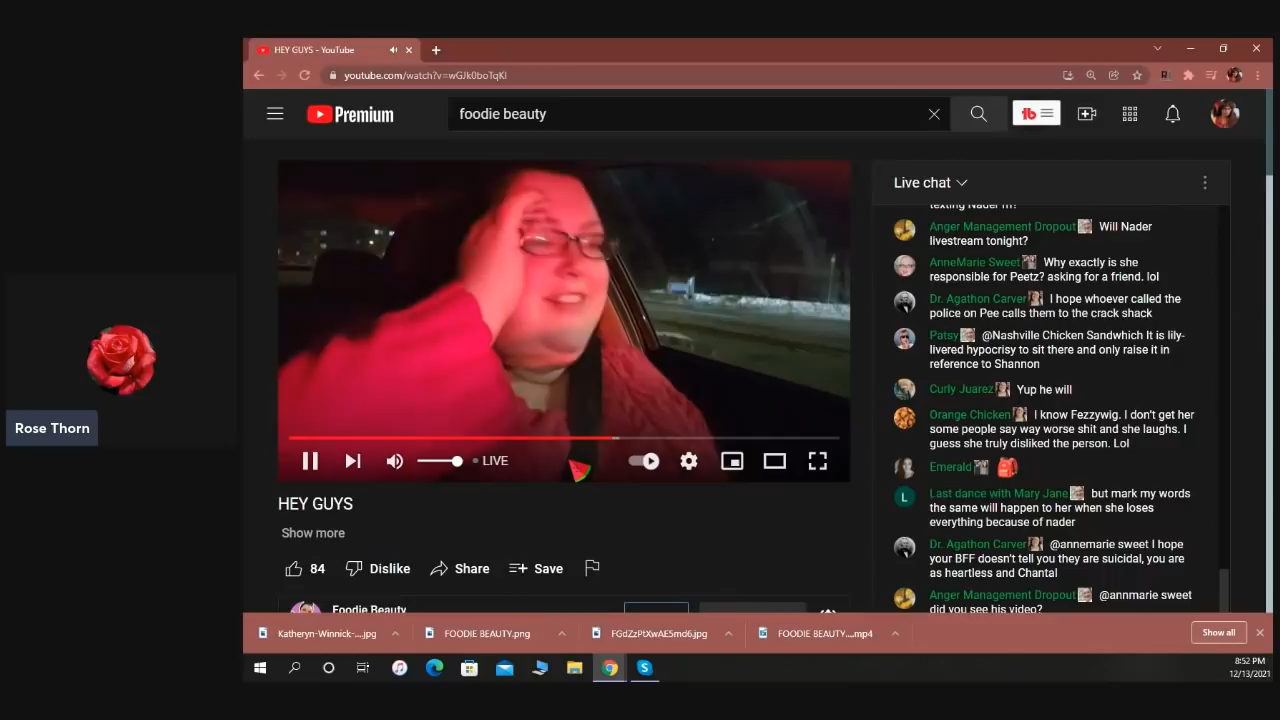 HEY GUYS - YouTube
youtube.com/watch?v=wGJk0boTqKI
Premium
foodie beauty
Live chat
texting Nader
Anger Management Dropout Will Nader
livestream tonight?
AnneMarie Sweet Why exactly is she
responsible for Peetz? asking for a friend. lol
Dr. Agathon Carver I hope whoever called the
police on Pee calls them to the crack shack
Patsy @Nashville Chicken Sandwhich It is lily-
livered hypocrisy to sit there and only raise it in
reference to Shannon
Curly Juarez Yup he will
Orange Chicken I know Fezzywig. I don't get her
some people say way worse shit and she laughs. I
guess she truly disliked the person. Lol
Emerald
L
Last dance with Mary Jane but mark my words
the same will happen to her when she loses
everything because of nader
Dr. Agathon Carver @annemarie sweet I hope
your BFF doesn't tell you they are suicidal, you are
as heartless and Chantal
Anger Management Dropout @annmarie sweet
did you see his video?
LIVE
HEY GUYS
Show more
84 Dislike Share Save
Foodie Beauty
Rose Thorn
Katheryn-Winnick-....jpg
FOODIE BEAUTY.png
FGdZzPtXwAE5md6.jpg
FOODIE BEAUTY....mp4
Show all
8:52 PM
12/13/2021